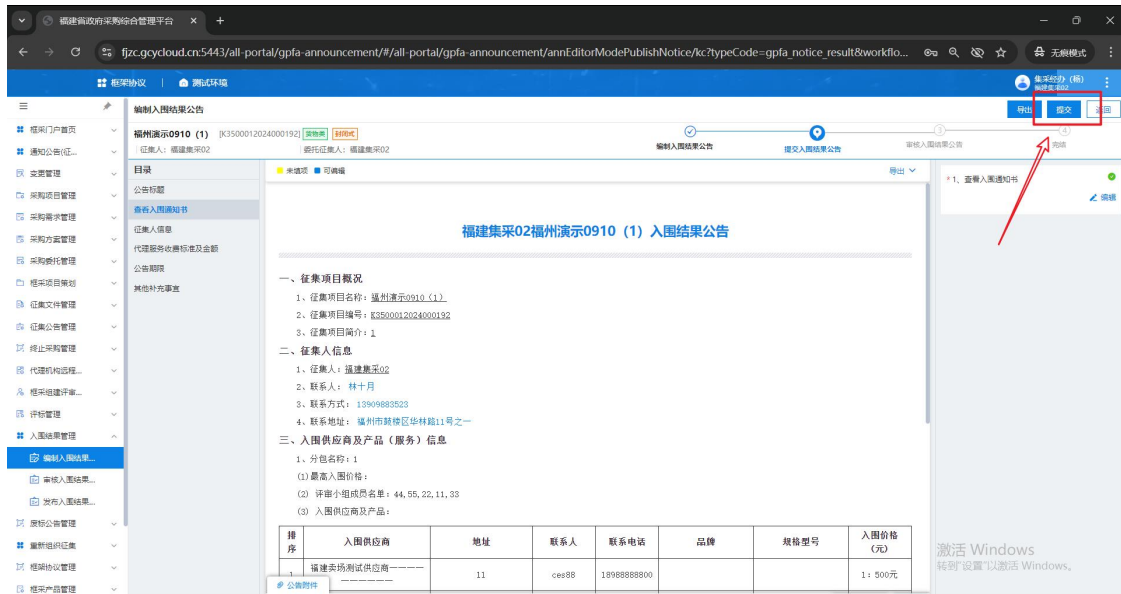 福建省政府采购综合管理平台
fjzc.gcycloud.cn:5443/all-portal/gpfa-announcement/#/all-portal/gpfa-announcement/annEditorModePublishNotice/kc?typeCode=gpfa_notice_result&workflo...
无痕模式
框架协议 | 测试环境
集采经办（杨）
福建集采02
编制入围结果公告
导出 提交 返回
福州演示0910（1） [K3500012024000192] 货物类 封闭式
征集人：福建集采02 委托征集人：福建集采02
编制入围结果公告
提交入围结果公告
3
审核入围结果公告
4
完结
框采门户首页
通知公告(征...
变更管理
采购项目管理
采购需求管理
采购方案管理
采购委托管理
框采项目策划
征集文件管理
征集公告管理
终止采购管理
代理机构远程...
框采组建评审...
评标管理
入围结果管理
编制入围结果...
审核入围结果...
发布入围结果...
废标公告管理
重新组织征集
框架协议管理
框采产品管理
目录
公告标题
查看入围通知书
征集人信息
代理服务收费标准及金额
公告期限
其他补充事宜
未填项 可编辑
导出
福建集采02福州演示0910（1）入围结果公告
一、征集项目概况
1、征集项目名称：福州演示0910（1）
2、征集项目编号：K3500012024000192
3、征集项目简介：1
二、征集人信息
1、征集人：福建集采02
2、联系人：林十月
3、联系方式：13909883523
4、联系地址：福州市鼓楼区华林路11号之一
三、入围供应商及产品（服务）信息
1、分包名称：1
(1)最高入围价格：
(2) 评审小组成员名单：44,55,22,11,33
(3) 入围供应商及产品：
排序 入围供应商 地址 联系人 联系电话 品牌 规格型号 入围价格（元）
1 福建卖场测试供应商—————————— 11 ces88 18988888800 1：500元
公告附件
* 1、查看入围通知书
编辑
激活 Windows
转到"设置"以激活 Windows。